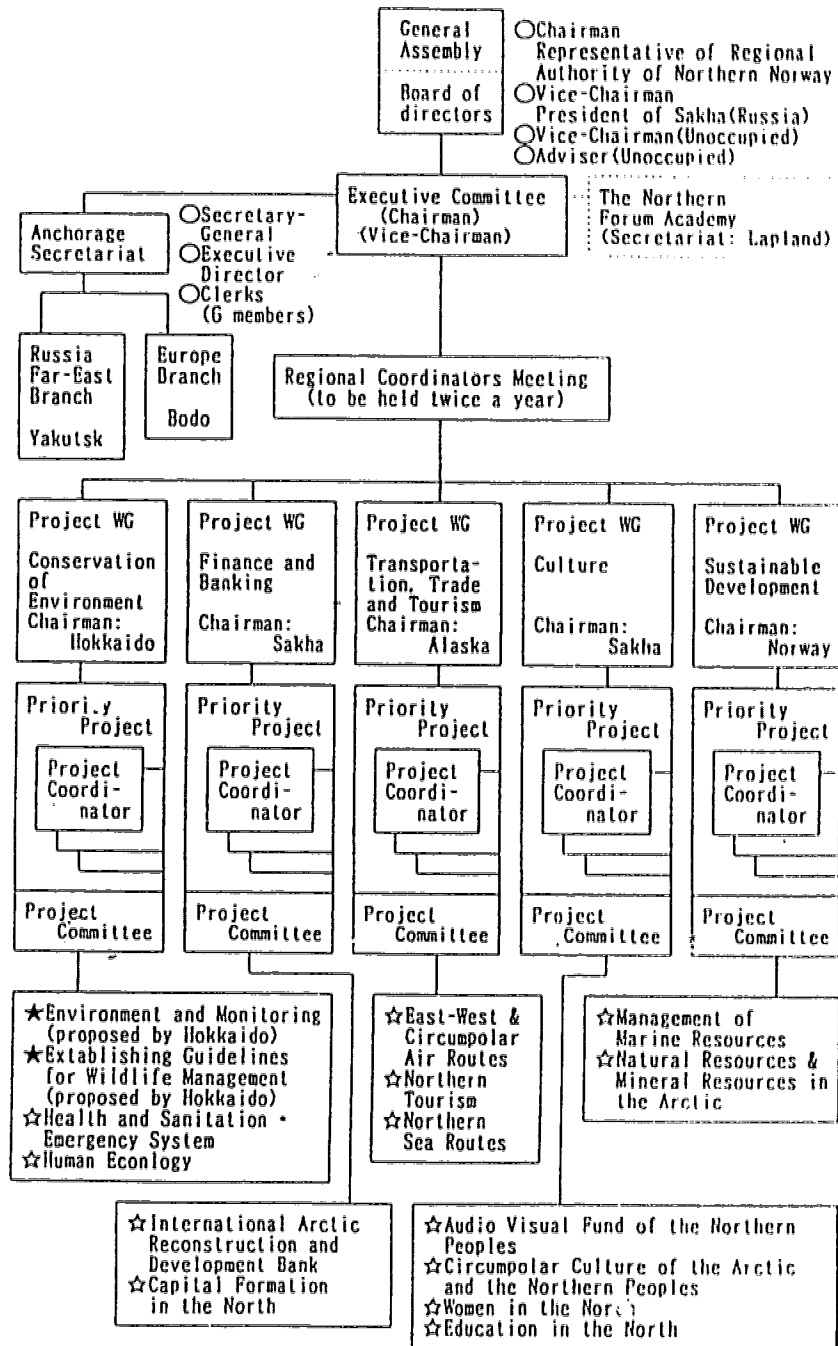 General
Assembly
Board of
directors
○Chairman
Representative of Regional
Authority of Northern Norway
○Vice-Chairman
President of Sakha(Russia)
○Vice-Chairman(Unoccupied)
○Adviser(Unoccupied)
Executive Committee
(Chairman)
(Vice-Chairman)
The Northern
Forum Academy
(Secretariat: Lapland)
Anchorage
Secretariat
○Secretary-
General
○Executive
Director
○Clerks
(6 members)
Russia
Far-East
Branch
Yakutsk
Europe
Branch
Bodo
Regional Coordinators Meeting
(to be held twice a year)
Project WG
Conservation
of
Environment
Chairman:
Hokkaido
Project WG
Finance and
Banking
Chairman:
Sakha
Project WG
Transporta-
tion, Trade
and Tourism
Chairman:
Alaska
Project WG
Culture
Chairman:
Sakha
Project WG
Sustainable
Development
Chairman:
Norway
Priority
Project
Project
Coordi-
nator
Project
Committee
Priority
Project
Project
Coordi-
nator
Project
Committee
Priority
Project
Project
Coordi-
nator
Project
Committee
Priority
Project
Project
Coordi-
nator
Project
Committee
Priority
Project
Project
Coordi-
nator
Project
Committee
★Environment and Monitoring
(proposed by Hokkaido)
★Extablishing Guidelines
for Wildlife Management
(proposed by Hokkaido)
☆Health and Sanitation・
Emergency System
☆Human Econlogy
☆East-West &
Circumpolar
Air Routes
☆Northern
Tourism
☆Northern
Sea Routes
☆Management of
Marine Resources
☆Natural Resources &
Mineral Resources in
the Arctic
☆International Arctic
Reconstruction and
Development Bank
☆Capital Formation
in the North
☆Audio Visual Fund of the Northern
Peoples
☆Circumpolar Culture of the Arctic
and the Northern Peoples
☆Women in the North
☆Education in the North